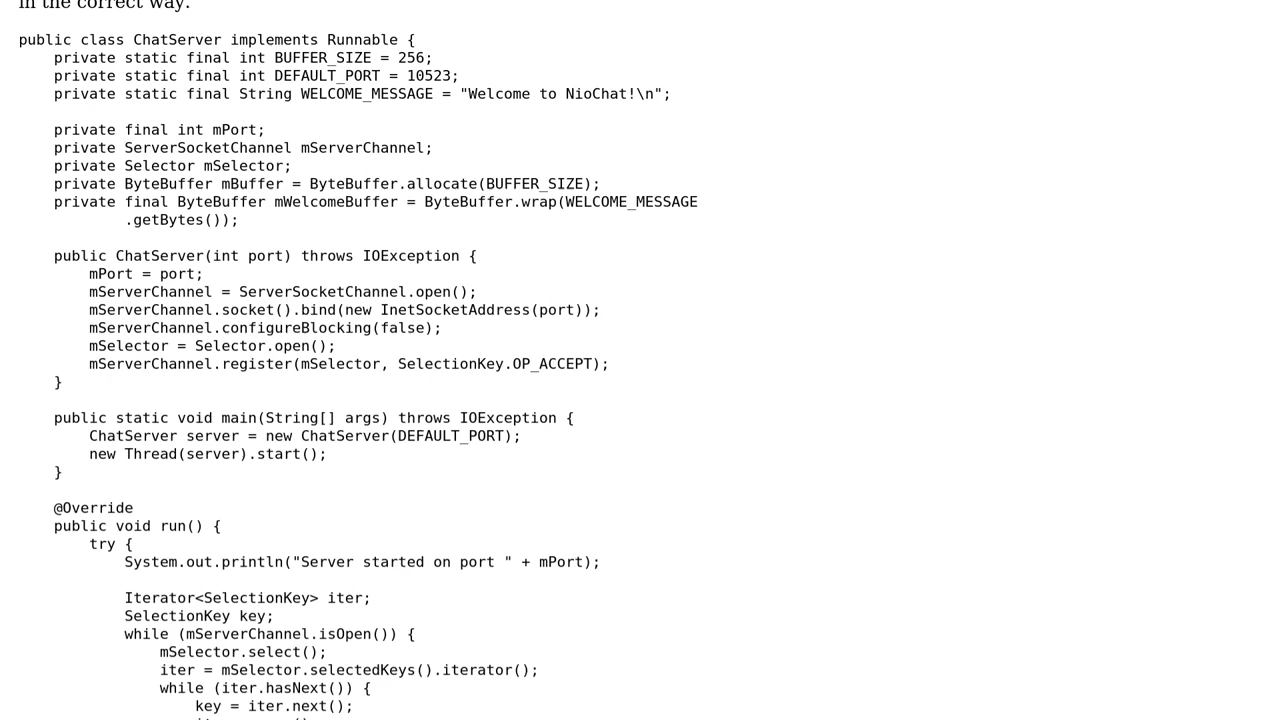 in the correct way.
public class ChatServer implements Runnable {
    private static final int BUFFER_SIZE = 256;
    private static final int DEFAULT_PORT = 10523;
    private static final String WELCOME_MESSAGE = "Welcome to NioChat!\n";

    private final int mPort;
    private ServerSocketChannel mServerChannel;
    private Selector mSelector;
    private ByteBuffer mBuffer = ByteBuffer.allocate(BUFFER_SIZE);
    private final ByteBuffer mWelcomeBuffer = ByteBuffer.wrap(WELCOME_MESSAGE
            .getBytes());

    public ChatServer(int port) throws IOException {
        mPort = port;
        mServerChannel = ServerSocketChannel.open();
        mServerChannel.socket().bind(new InetSocketAddress(port));
        mServerChannel.configureBlocking(false);
        mSelector = Selector.open();
        mServerChannel.register(mSelector, SelectionKey.OP_ACCEPT);
    }

    public static void main(String[] args) throws IOException {
        ChatServer server = new ChatServer(DEFAULT_PORT);
        new Thread(server).start();
    }

    @Override
    public void run() {
        try {
            System.out.println("Server started on port " + mPort);

            Iterator<SelectionKey> iter;
            SelectionKey key;
            while (mServerChannel.isOpen()) {
                mSelector.select();
                iter = mSelector.selectedKeys().iterator();
                while (iter.hasNext()) {
                    key = iter.next();